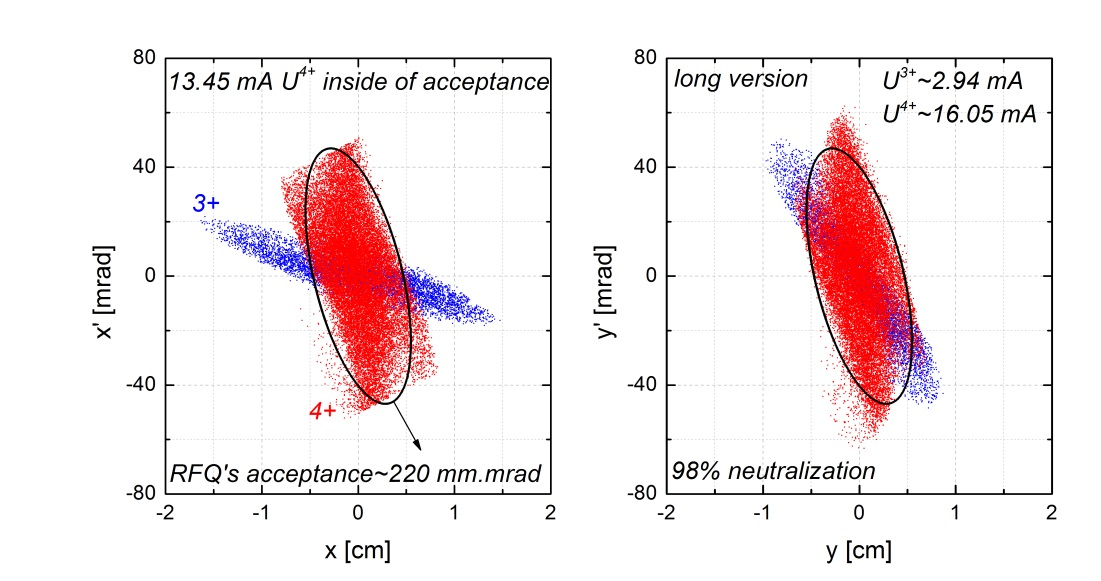 13.45 mA U4+ inside of acceptance
3+
4+
RFQ's acceptance~220 mm.mrad
80
40
0
-40
-80
-2
-1
0
1
2
x' [mrad]
x [cm]
long version
U3+~2.94 mA
U4+~16.05 mA
98% neutralization
80
40
0
-40
-80
-2
-1
0
1
2
y' [mrad]
y [cm]